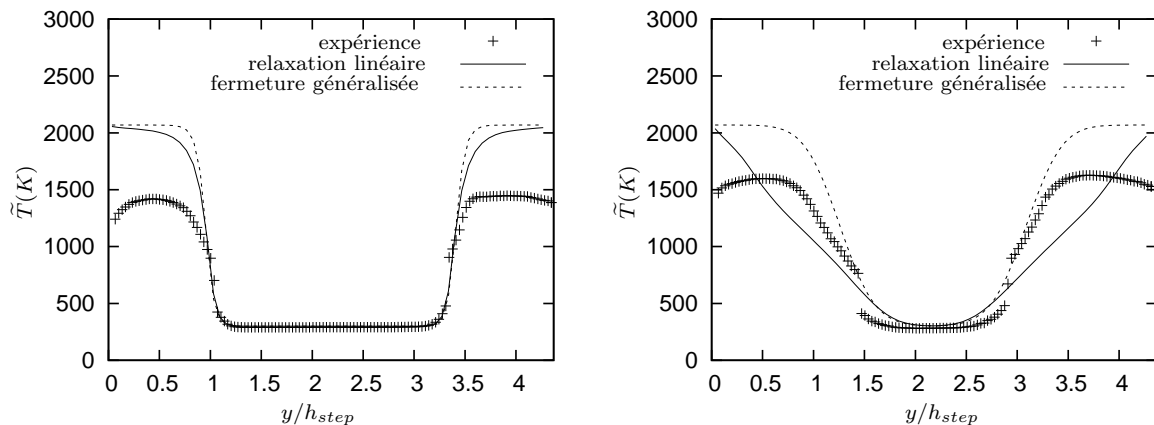 3000
2500
2000
1500
1000
500
0
T̃(K)
expérience
relaxation linéaire
fermeture généralisée
0 0.5 1 1.5 2 2.5 3 3.5 4
y/h_step
3000
2500
2000
1500
1000
500
0
T̃(K)
expérience
relaxation linéaire
fermeture généralisée
0 0.5 1 1.5 2 2.5 3 3.5 4
y/h_step